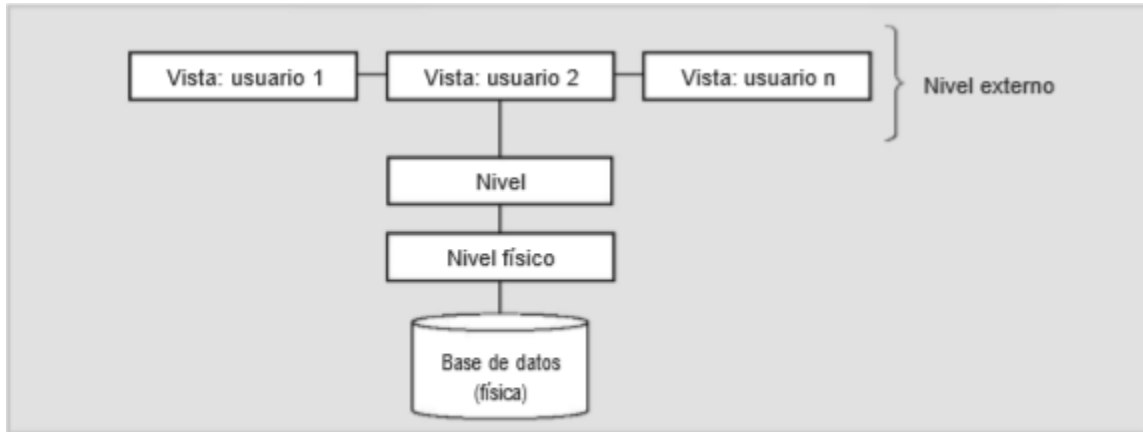 Vista: usuario 1
Vista: usuario 2
Vista: usuario n
Nivel externo
Nivel
Nivel físico
Base de datos
(física)